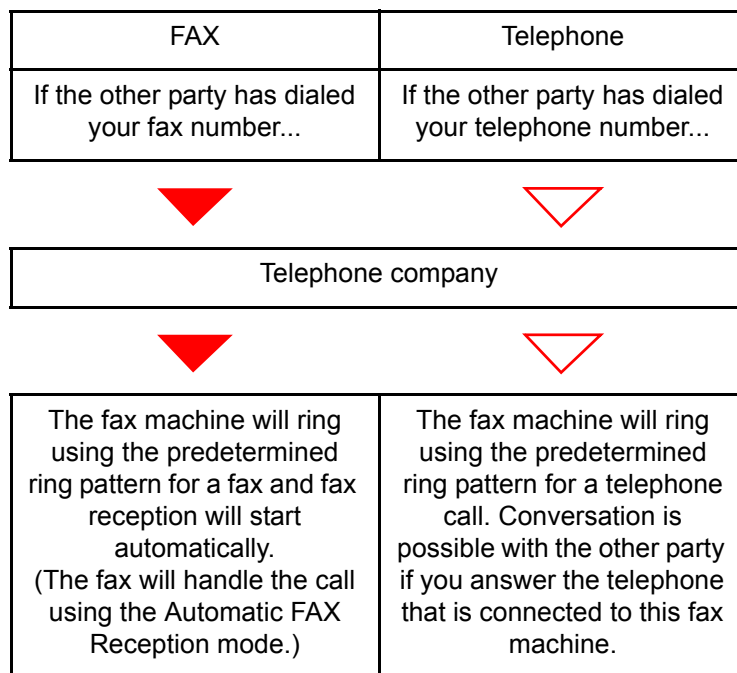 FAX
Telephone
If the other party has dialed
your fax number...
If the other party has dialed
your telephone number...
Telephone company
The fax machine will ring
using the predetermined
ring pattern for a fax and fax
reception will start
automatically.
(The fax will handle the call
using the Automatic FAX
Reception mode.)
The fax machine will ring
using the predetermined
ring pattern for a telephone
call. Conversation is
possible with the other party
if you answer the telephone
that is connected to this fax
machine.